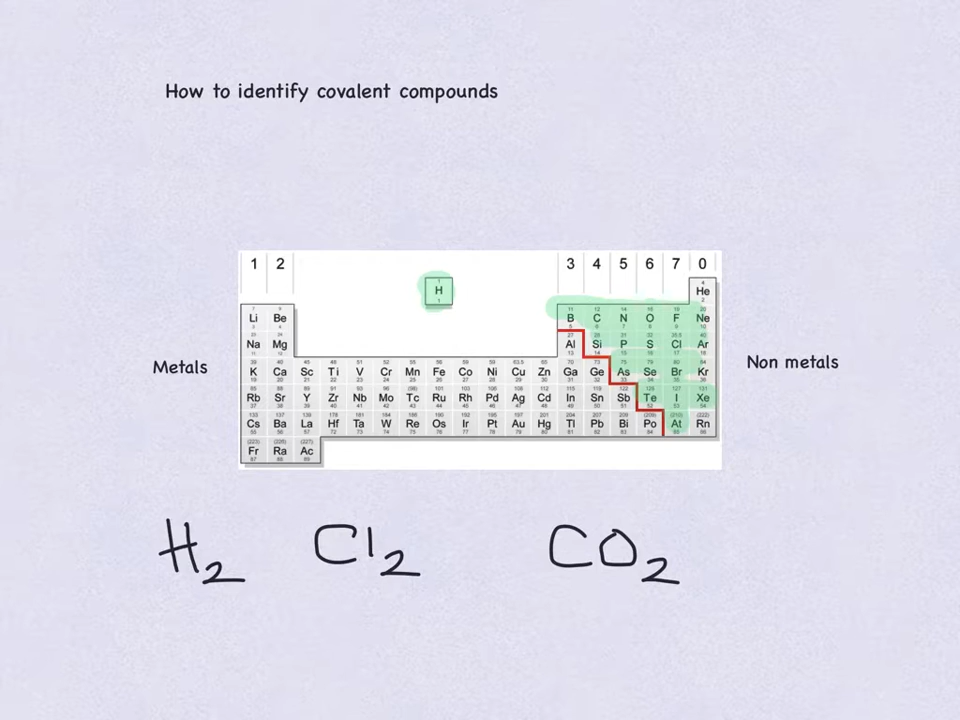 How to identify covalent compounds
1 2 3 4 5 6 7 0
H He
Li Be B C N O F Ne
Na Mg Al Si P S Cl Ar
Metals
Non metals
K Ca Sc Ti V Cr Mn Fe Co Ni Cu Zn Ga Ge As Se Br Kr
Rb Sr Y Zr Nb Mo Tc Ru Rh Pd Ag Cd In Sn Sb Te I Xe
Cs Ba La Hf Ta W Re Os Ir Pt Au Hg Tl Pb Bi Po At Rn
Fr Ra Ac
H₂ Cl₂ CO₂